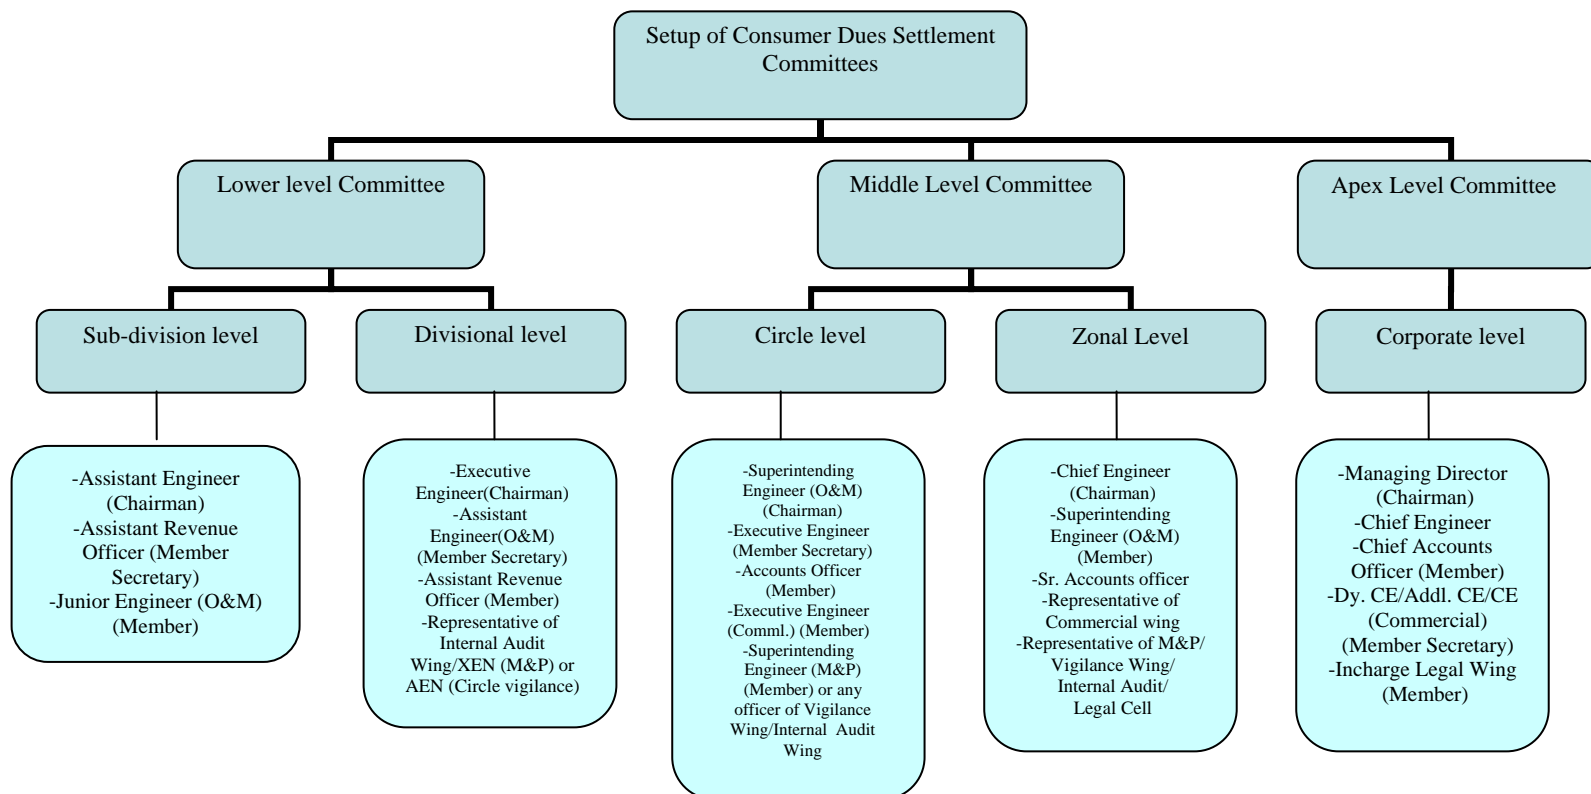 Setup of Consumer Dues Settlement
Committees
Lower level Committee
Middle Level Committee
Apex Level Committee
Sub-division level
Divisional level
Circle level
Zonal Level
Corporate level
-Assistant Engineer
(Chairman)
-Assistant Revenue
Officer (Member
Secretary)
-Junior Engineer (O&M)
(Member)
-Executive
Engineer(Chairman)
-Assistant
Engineer(O&M)
(Member Secretary)
-Assistant Revenue
Officer (Member)
-Representative of
Internal Audit
Wing/XEN (M&P) or
AEN (Circle vigilance)
-Superintending
Engineer (O&M)
(Chairman)
-Executive Engineer
(Member Secretary)
-Accounts Officer
(Member)
-Executive Engineer
(Comml.) (Member)
-Superintending
Engineer (M&P)
(Member) or any
officer of Vigilance
Wing/Internal Audit
Wing
-Chief Engineer
(Chairman)
-Superintending
Engineer (O&M)
(Member)
-Sr. Accounts officer
-Representative of
Commercial wing
-Representative of M&P/
Vigilance Wing/
Internal Audit/
Legal Cell
-Managing Director
(Chairman)
-Chief Engineer
-Chief Accounts
Officer (Member)
-Dy. CE/Addl. CE/CE
(Commercial)
(Member Secretary)
-Incharge Legal Wing
(Member)